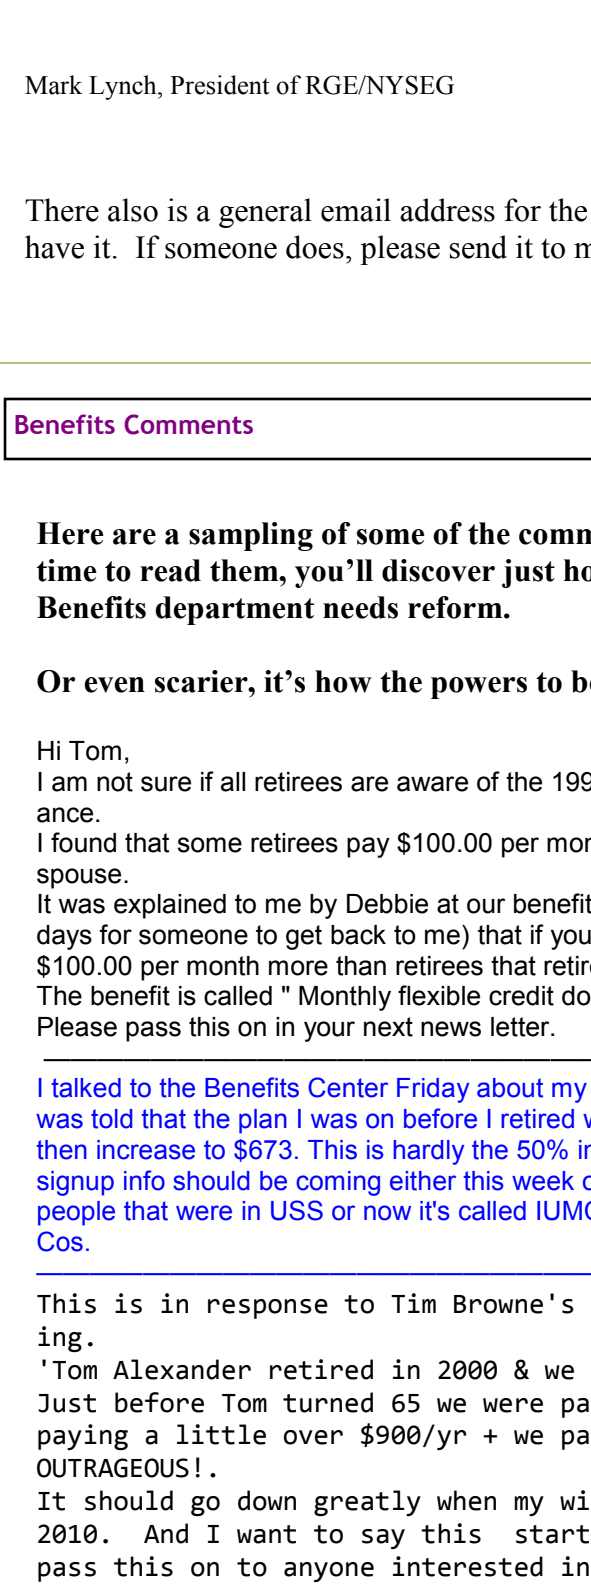 Mark Lynch, President of RGE/NYSEG
There also is a general email address for the
have it.  If someone does, please send it to
Benefits Comments
Here are a sampling of some of the
time to read them, you’ll discover just
Benefits department needs reform.
Or even scarier, it’s how the powers to
Hi Tom,
I am not sure if all retirees are aware of the 199
ance.
I found that some retirees pay $100.00 per
spouse.
It was explained to me by Debbie at our benefit
days for someone to get back to me) that if you
$100.00 per month more than retirees that
The benefit is called " Monthly flexible credit
Please pass this on in your next news letter.
I talked to the Benefits Center Friday about my
was told that the plan I was on before I retired
then increase to $673. This is hardly the 50%
signup info should be coming either this week
people that were in USS or now it's called
Cos.
This is in response to Tim Browne's
ing.
'Tom Alexander retired in 2000 & we
Just before Tom turned 65 we were pa
paying a little over $900/yr + we pa
OUTRAGEOUS!.
It should go down greatly when my wi
2010.  And I want to say this  start
pass this on to anyone interested in